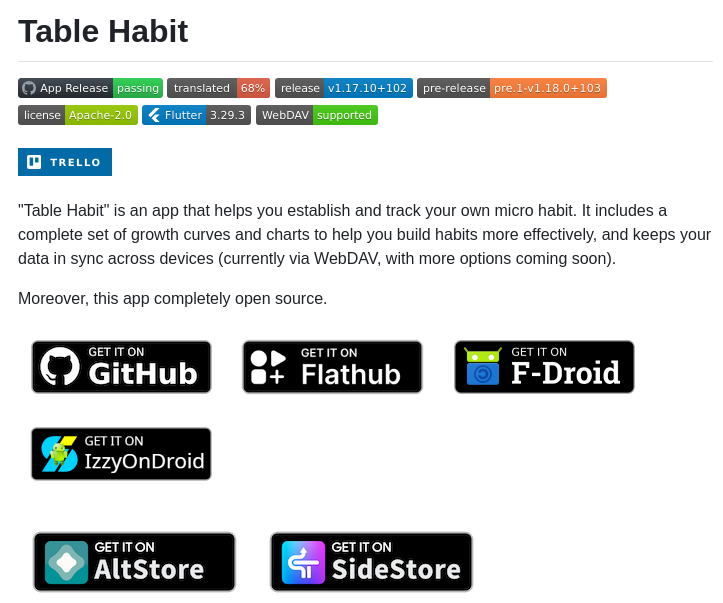 Table Habit
App Release passing translated 68% release v1.17.10+102 pre-release pre.1-v1.18.0+103
license Apache-2.0 Flutter 3.29.3 WebDAV supported
TRELLO
"Table Habit" is an app that helps you establish and track your own micro habit. It includes a
complete set of growth curves and charts to help you build habits more effectively, and keeps your
data in sync across devices (currently via WebDAV, with more options coming soon).
Moreover, this app completely open source.
GET IT ON GET IT ON GET IT ON
GitHub Flathub F-Droid
GET IT ON
IzzyOnDroid
GET IT ON GET IT ON
AltStore SideStore